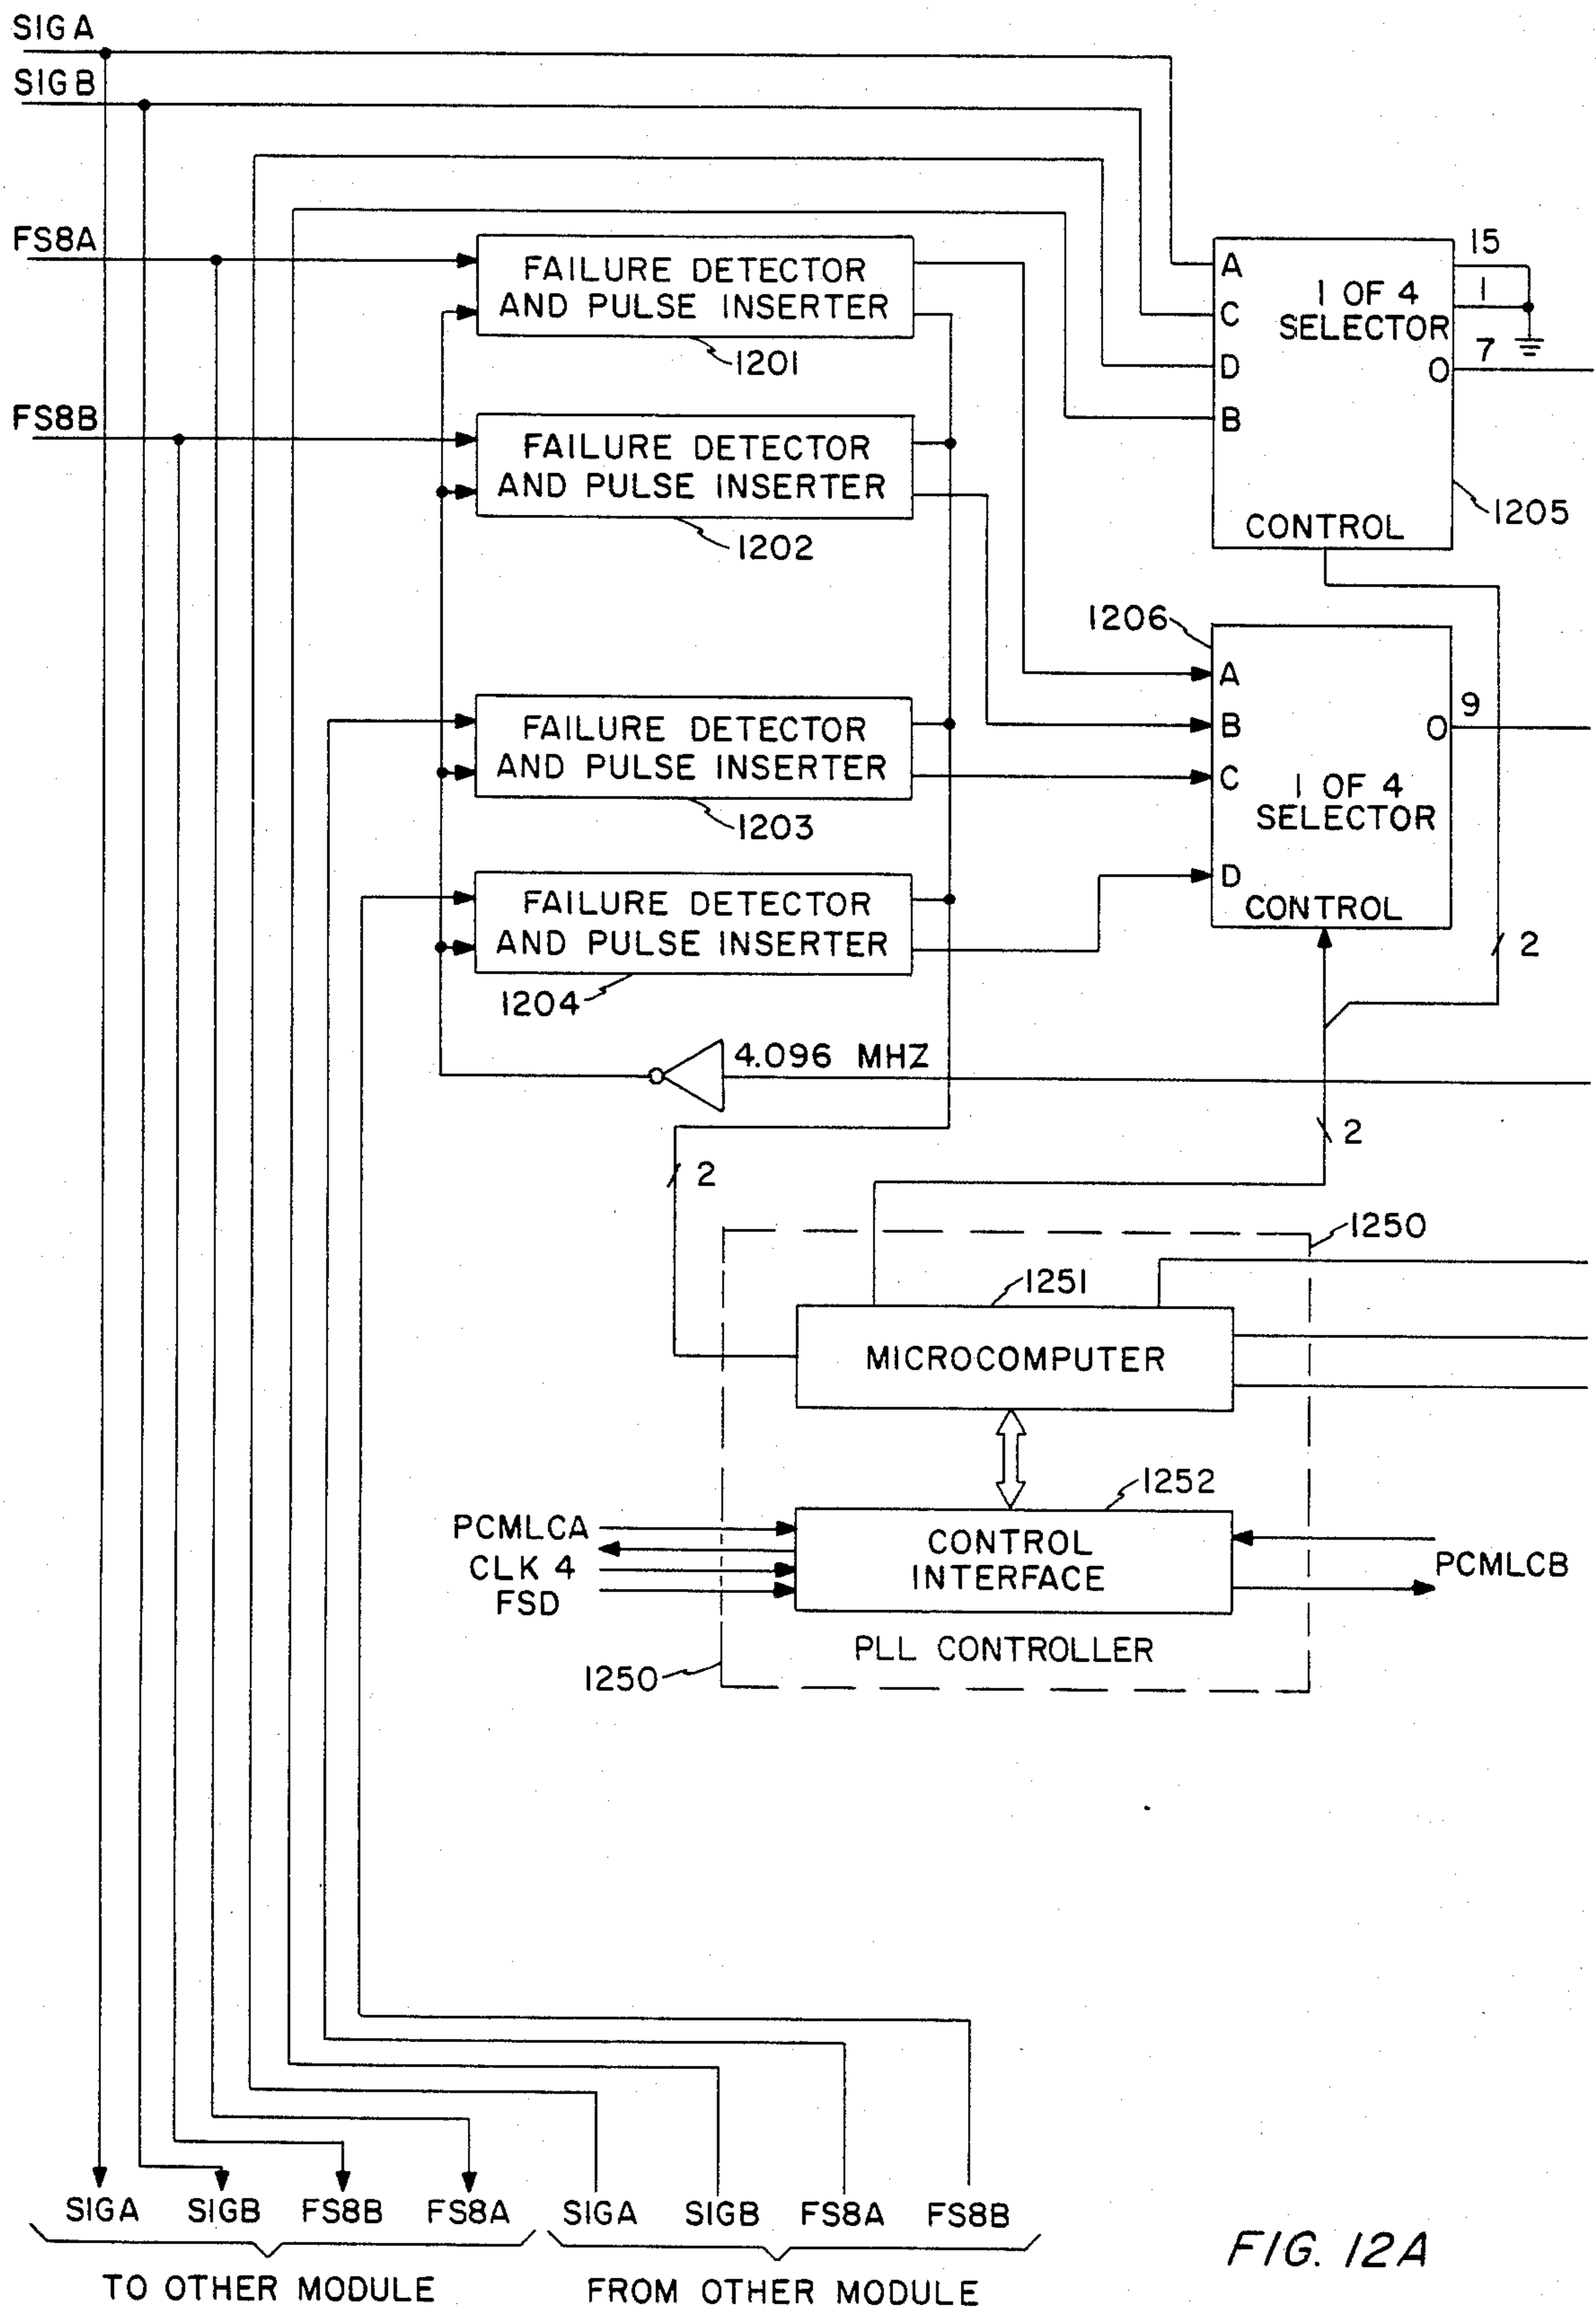 SIGA
SIGB
FS8A
FS8B
FAILURE DETECTOR
AND PULSE INSERTER
1201
FAILURE DETECTOR
AND PULSE INSERTER
1202
FAILURE DETECTOR
AND PULSE INSERTER
1203
FAILURE DETECTOR
AND PULSE INSERTER
1204
A
C
D
B
1 OF 4
SELECTOR
O
CONTROL
15
1
7
1205
1206
A
B
C
D
O
1 OF 4
SELECTOR
CONTROL
9
2
4.096 MHZ
2
2
1250
1251
MICROCOMPUTER
1252
PCMLCA
CLK 4
FSD
CONTROL
INTERFACE
PCMLCB
PLL CONTROLLER
1250
SIGA SIGB FS8B FS8A SIGA SIGB FS8A FS8B
TO OTHER MODULE FROM OTHER MODULE
FIG. 12A